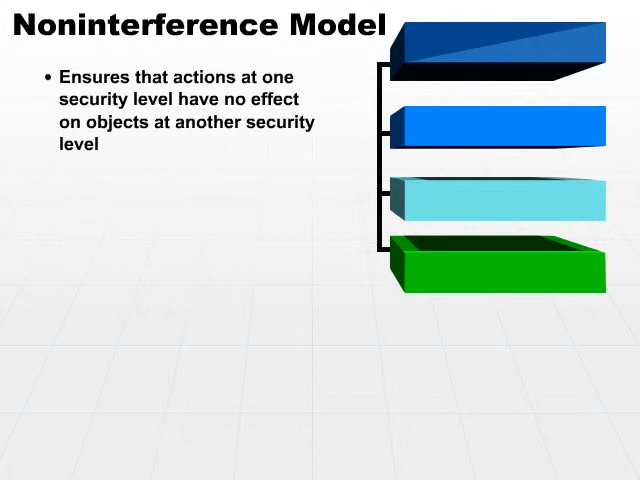 Noninterference Model
• Ensures that actions at one
security level have no effect
on objects at another security
level